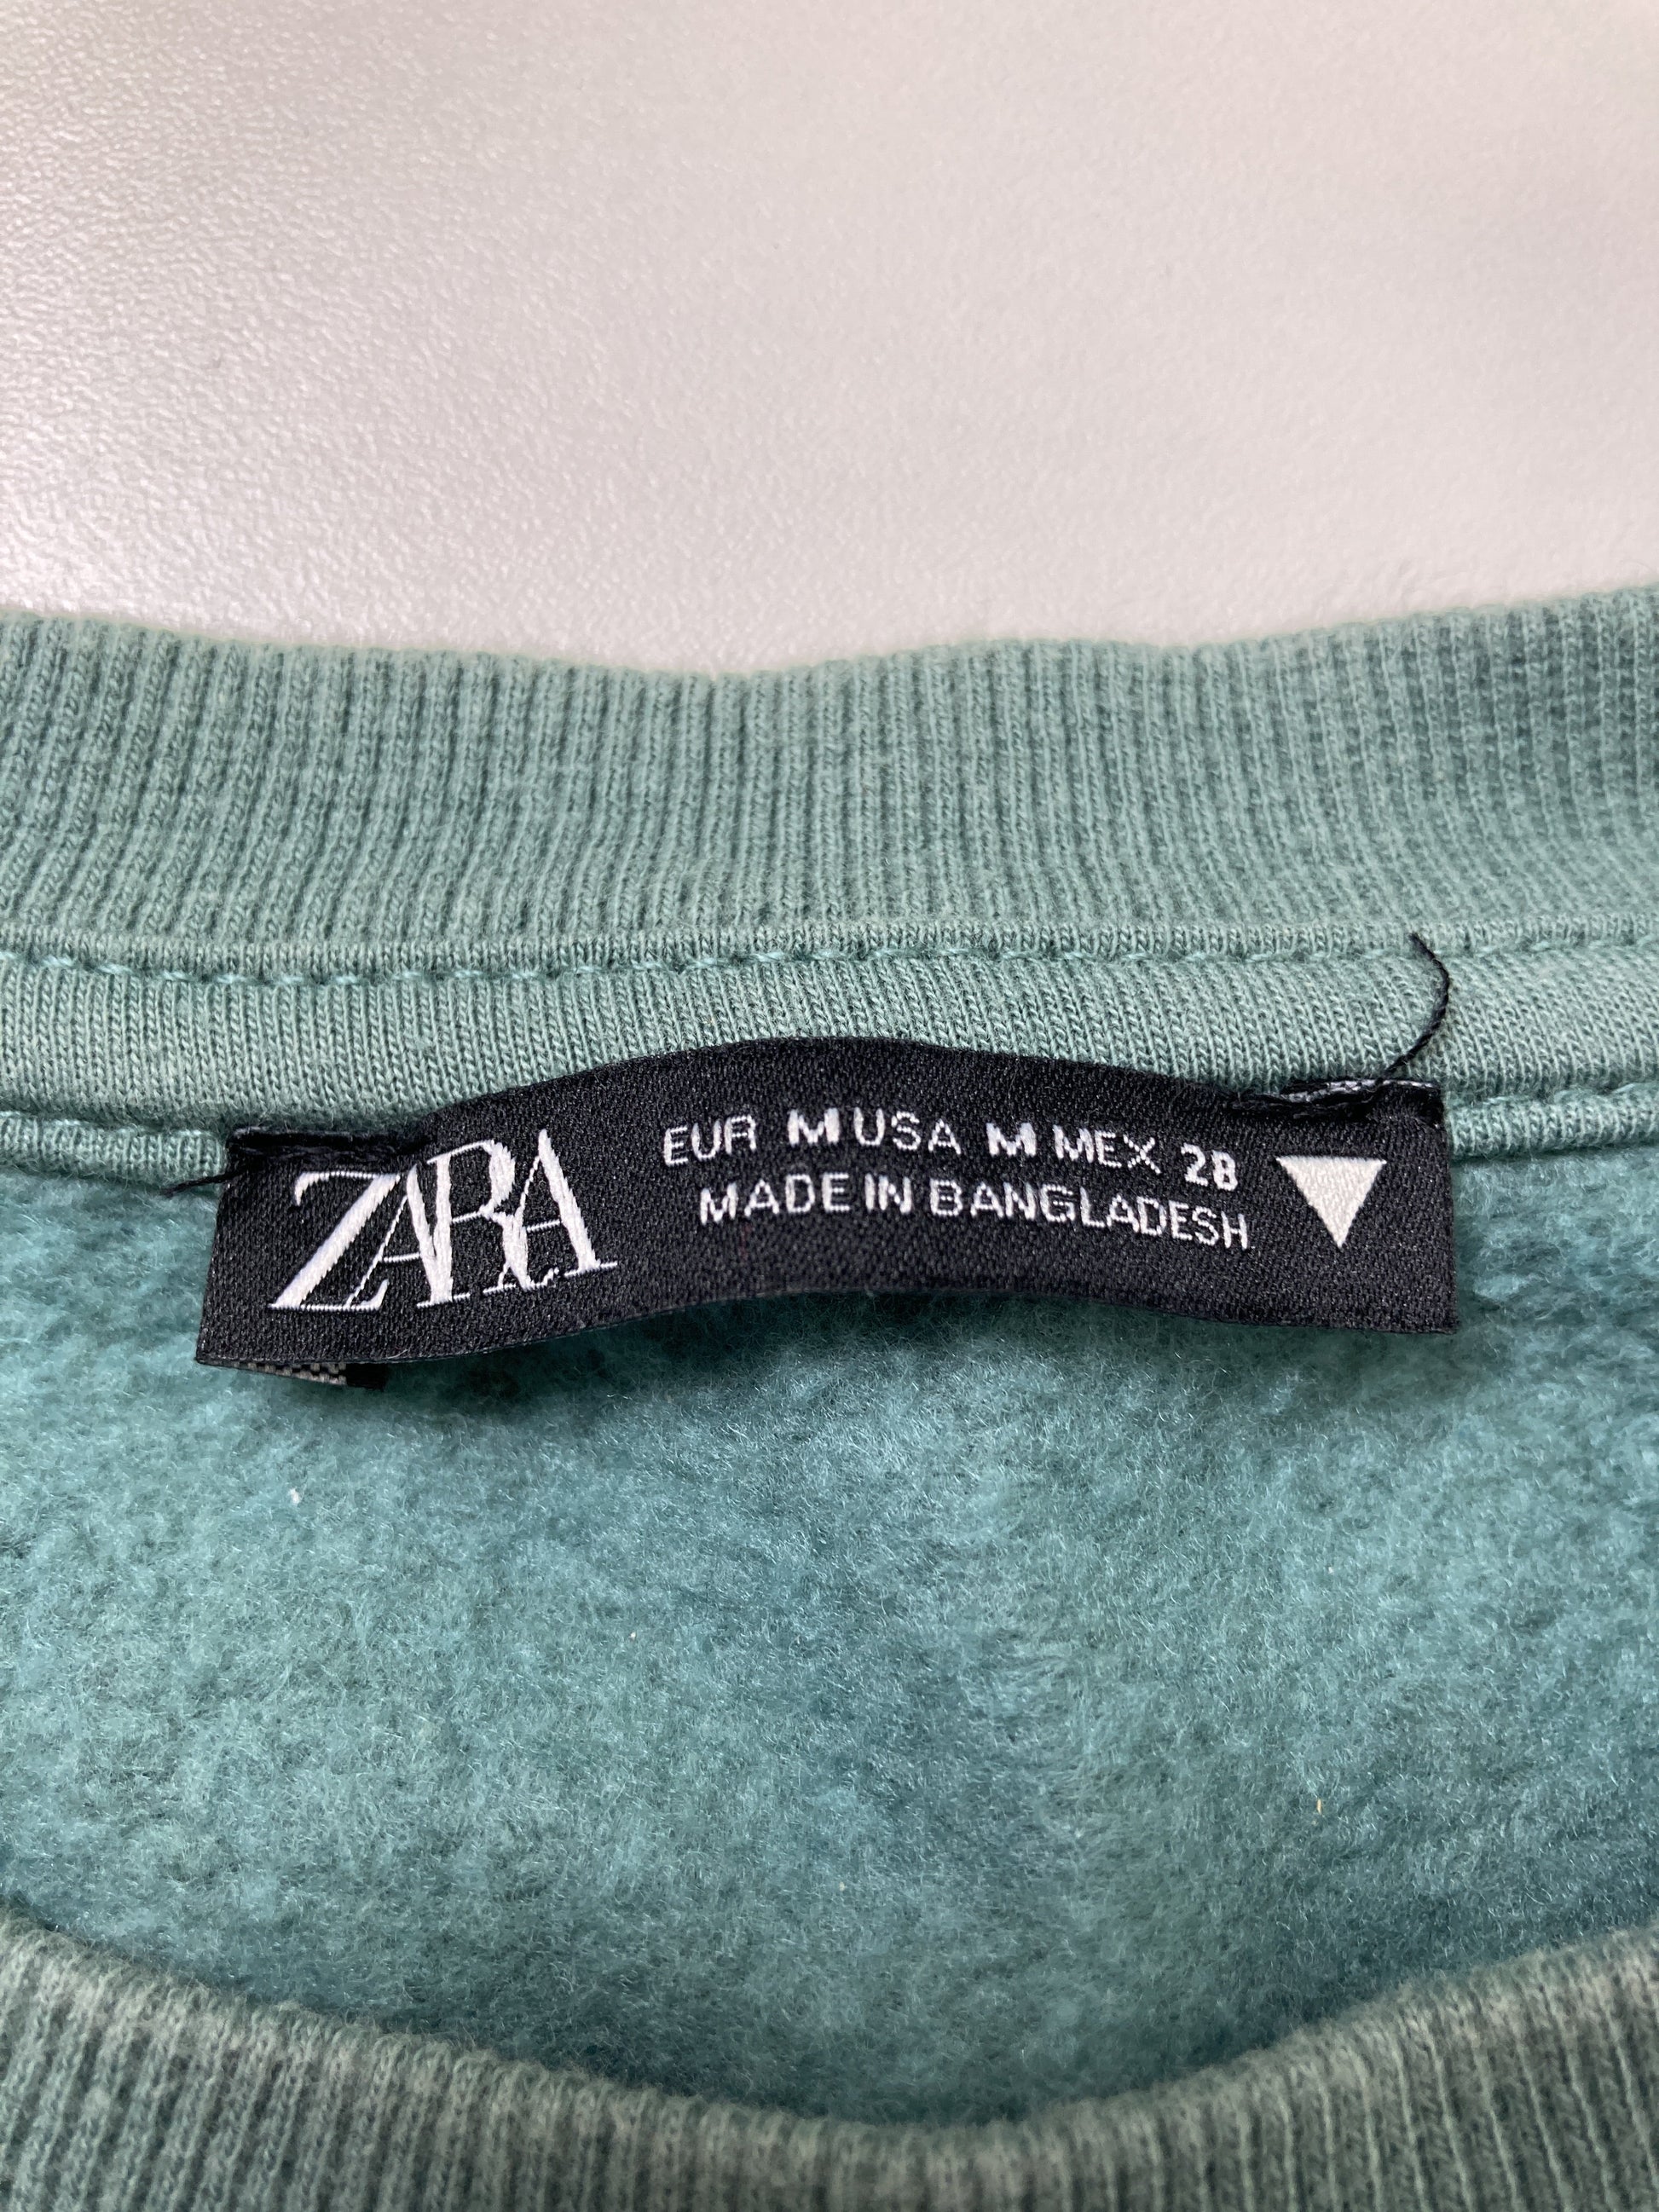 ZARA
EUR M USA M MEX 28
MADE IN BANGLADESH